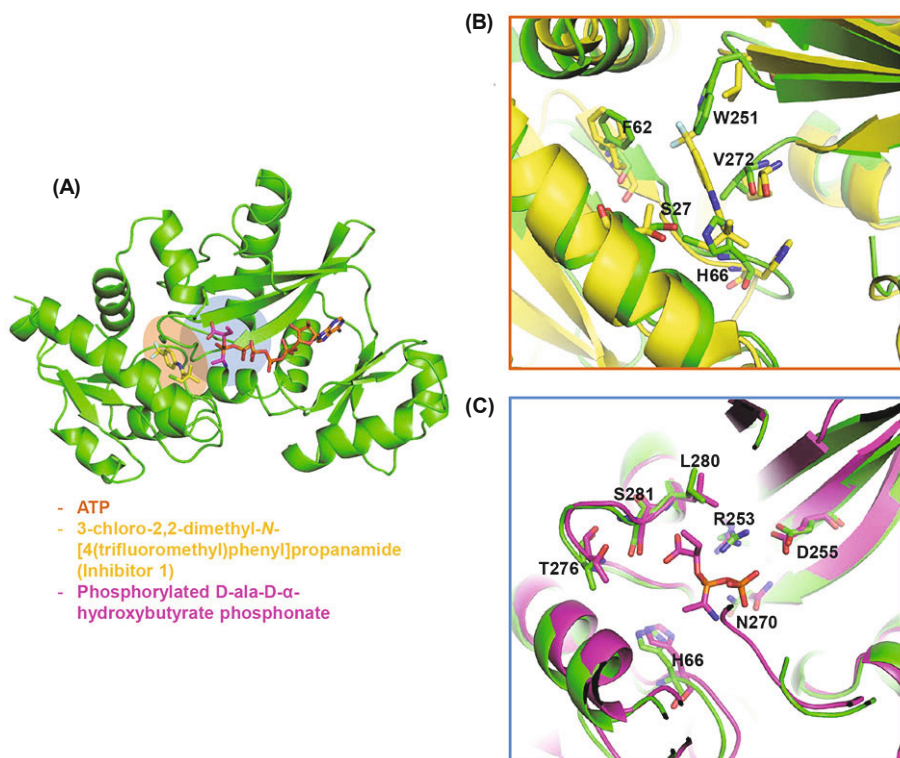 (A)
- ATP
- 3-chloro-2,2-dimethyl-N-
[4(trifluoromethyl)phenyl]propanamide
(Inhibitor 1)
- Phosphorylated D-ala-D-α-
hydroxybutyrate phosphonate
(B)
F62
W251
V272
S27
H66
(C)
L280
S281
R253
D255
T276
N270
H66